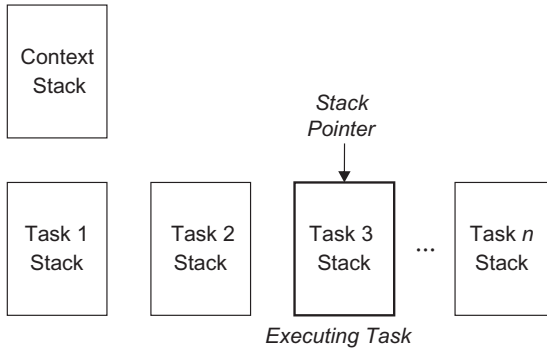 Context
Stack
Stack
Pointer
Task 1
Stack
Task 2
Stack
Task 3
Stack
...
Task n
Stack
Executing Task